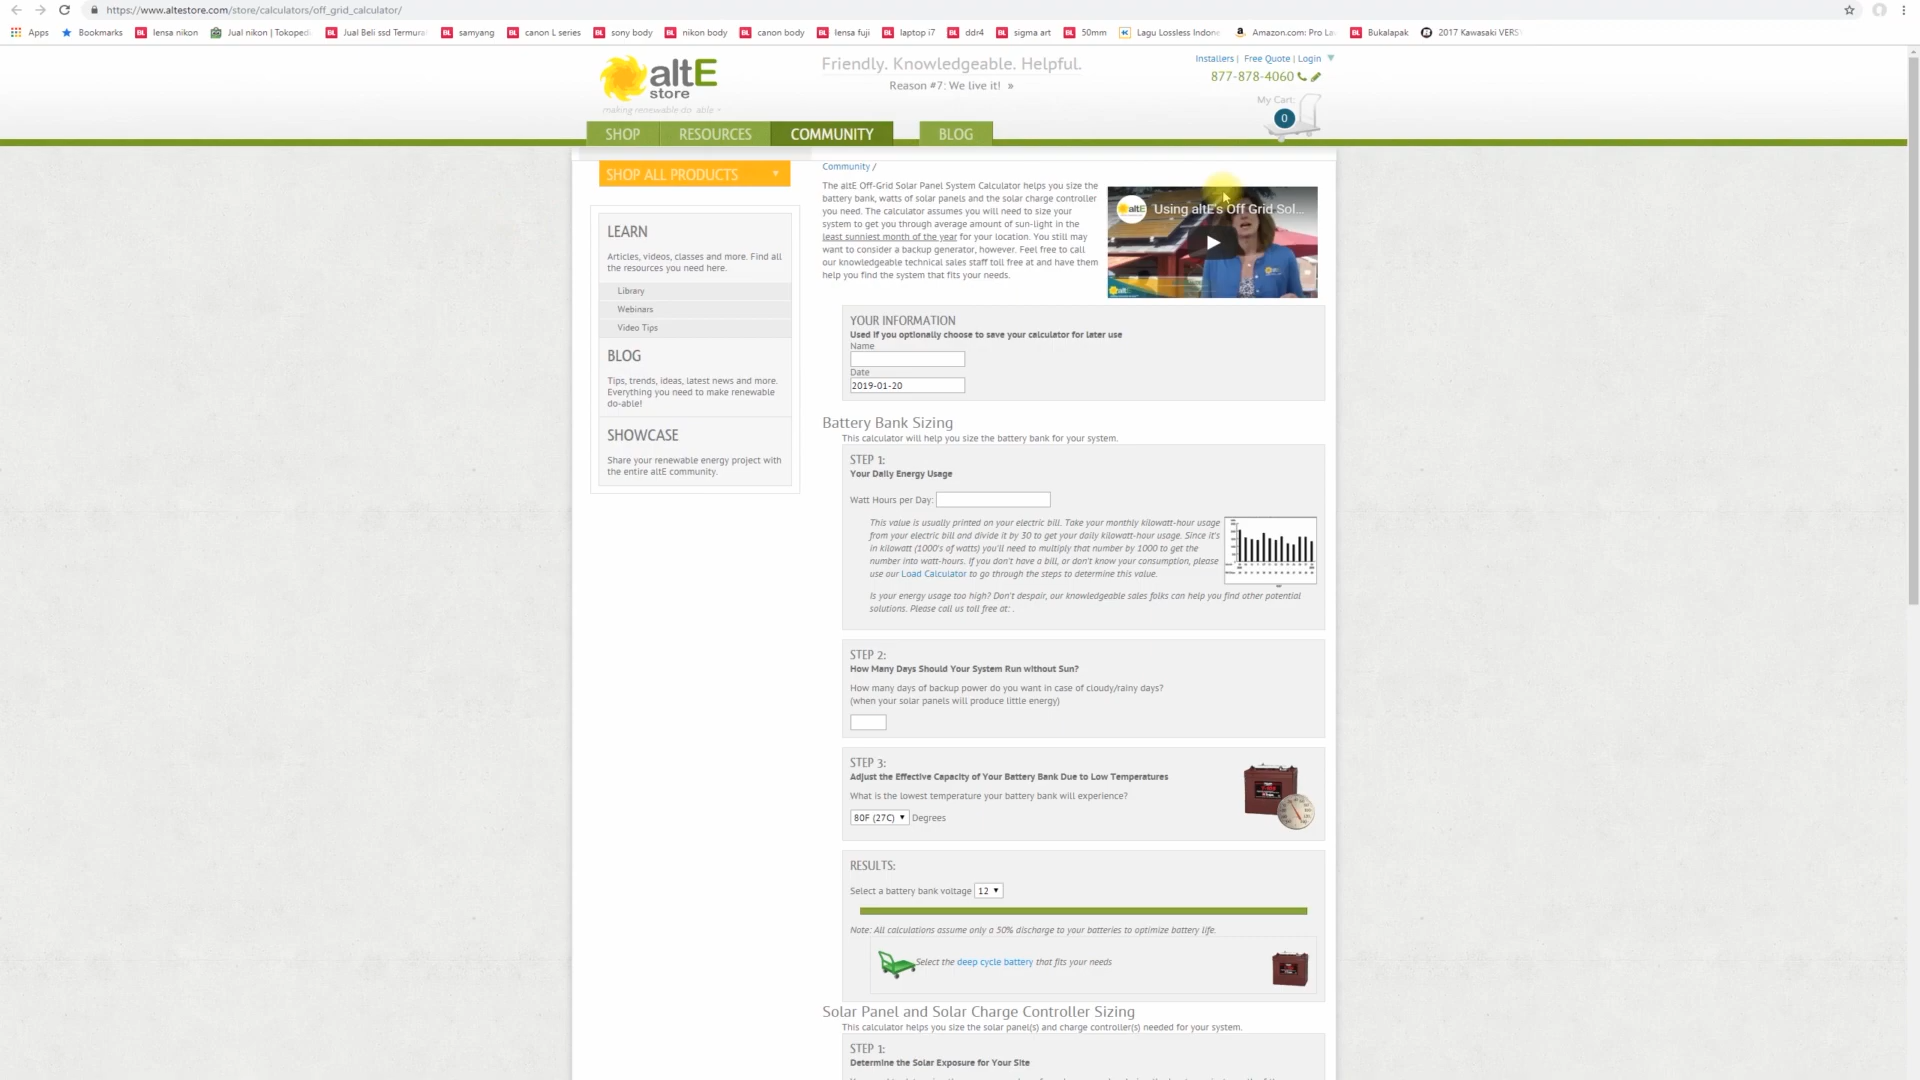 https://www.altestore.com/store/calculators/off_grid_calculator/
Apps Bookmarks lensa nikon Jual nikon | Tokoped Jual Beli ssd Termura samyang canon L series sony body nikon body canon body lensa fuji laptop i7 ddr4 sigma art 50mm Lagu Lossless Indone Amazon.com: Pro La Bukalapak 2017 Kawasaki VERS
altE store
making renewable do·able
Friendly. Knowledgeable. Helpful.
Reason #7: We live it! »
Installers | Free Quote | Login
877-878-4060
My Cart:
0
SHOP RESOURCES COMMUNITY BLOG
SHOP ALL PRODUCTS
LEARN
Articles, videos, classes and more. Find all
the resources you need here.
Library
Webinars
Video Tips
BLOG
Tips, trends, ideas, latest news and more.
Everything you need to make renewable
do-able!
SHOWCASE
Share your renewable energy project with
the entire altE community.
Community /
The altE Off-Grid Solar Panel System Calculator helps you size the
battery bank, watts of solar panels and the solar charge controller
you need. The calculator assumes you will need to size your
system to get you through average amount of sun-light in the
least sunniest month of the year for your location. You still may
want to consider a backup generator, however. Feel free to call
our knowledgeable technical sales staff toll free at and have them
help you find the system that fits your needs.
altE Using altE's Off Grid Sol...
YOUR INFORMATION
Used if you optionally choose to save your calculator for later use
Name
Date
2019-01-20
Battery Bank Sizing
This calculator will help you size the battery bank for your system.
STEP 1:
Your Daily Energy Usage
Watt Hours per Day:
This value is usually printed on your electric bill. Take your monthly kilowatt-hour usage
from your electric bill and divide it by 30 to get your daily kilowatt-hour usage. Since it's
in kilowatt (1000's of watts) you'll need to multiply that number by 1000 to get the
number into watt-hours. If you don't have a bill, or don't know your consumption, please
use our Load Calculator to go through the steps to determine this value.
Is your energy usage too high? Don't despair, our knowledgeable sales folks can help you find other potential
solutions. Please call us toll free at: .
STEP 2:
How Many Days Should Your System Run without Sun?
How many days of backup power do you want in case of cloudy/rainy days?
(when your solar panels will produce little energy)
STEP 3:
Adjust the Effective Capacity of Your Battery Bank Due to Low Temperatures
What is the lowest temperature your battery bank will experience?
80F (27C) Degrees
RESULTS:
Select a battery bank voltage 12
Note: All calculations assume only a 50% discharge to your batteries to optimize battery life.
Select the deep cycle battery that fits your needs
Solar Panel and Solar Charge Controller Sizing
This calculator helps you size the solar panel(s) and charge controller(s) needed for your system.
STEP 1:
Determine the Solar Exposure for Your Site